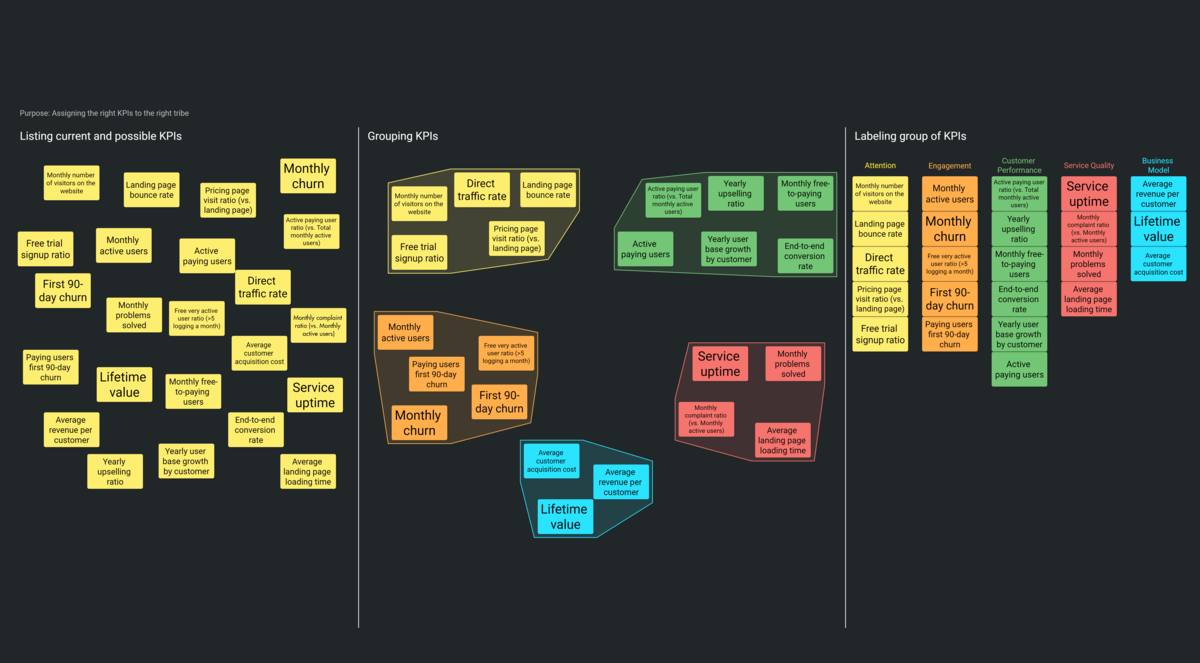 Purpose: Assigning the right KPIs to the right tribe
Listing current and possible KPIs
Monthly number
of visitors on the
website
Landing page
bounce rate
Pricing page
visit ratio (vs.
landing page)
Monthly
churn
Active paying user
ratio (vs. Total
monthly active
users)
Free trial
signup ratio
Monthly
active users
Active
paying users
Direct
traffic rate
First 90-
day churn
Monthly
problems
solved
Free very active
user ratio (>5
logging a month)
Monthly complaint
ratio (vs. Monthly
active users)
Average
customer
acquisition cost
Paying users
first 90-day
churn
Lifetime
value
Monthly free-
to-paying
users
Service
uptime
Average
revenue per
customer
End-to-end
conversion
rate
Yearly
upselling
ratio
Yearly user
base growth
by customer
Average
landing page
loading time
Grouping KPIs
Monthly number
of visitors on the
website
Direct
traffic rate
Landing page
bounce rate
Pricing page
visit ratio (vs.
landing page)
Free trial
signup ratio
Active paying user
ratio (vs. Total
monthly active
users)
Yearly
upselling
ratio
Monthly free-
to-paying
users
Active
paying users
Yearly user
base growth
by customer
End-to-end
conversion
rate
Monthly
active users
Free very active
user ratio (>5
logging a month)
Paying users
first 90-day
churn
First 90-
day churn
Monthly
churn
Service
uptime
Monthly
problems
solved
Monthly
complaint
ratio (vs. Monthly
active users)
Average
landing page
loading time
Average
customer
acquisition cost
Average
revenue per
customer
Lifetime
value
Labeling group of KPIs
Attention
Monthly number
of visitors on the
website
Landing page
bounce rate
Direct
traffic rate
Pricing page
visit ratio (vs.
landing page)
Free trial
signup ratio
Engagement
Monthly
active users
Monthly
churn
Free very active
user ratio (>5
logging a month)
First 90-
day churn
Paying users
first 90-day
churn
Customer
Performance
Active paying user
ratio (vs. Total
monthly active
users)
Yearly
upselling
ratio
Monthly free-
to-paying
users
End-to-end
conversion
rate
Yearly user
base growth
by customer
Active
paying users
Service Quality
Service
uptime
Monthly
complaint ratio
(vs. Monthly
active users)
Monthly
problems
solved
Average
landing page
loading time
Business
Model
Average
revenue per
customer
Lifetime
value
Average
customer
acquisition cost